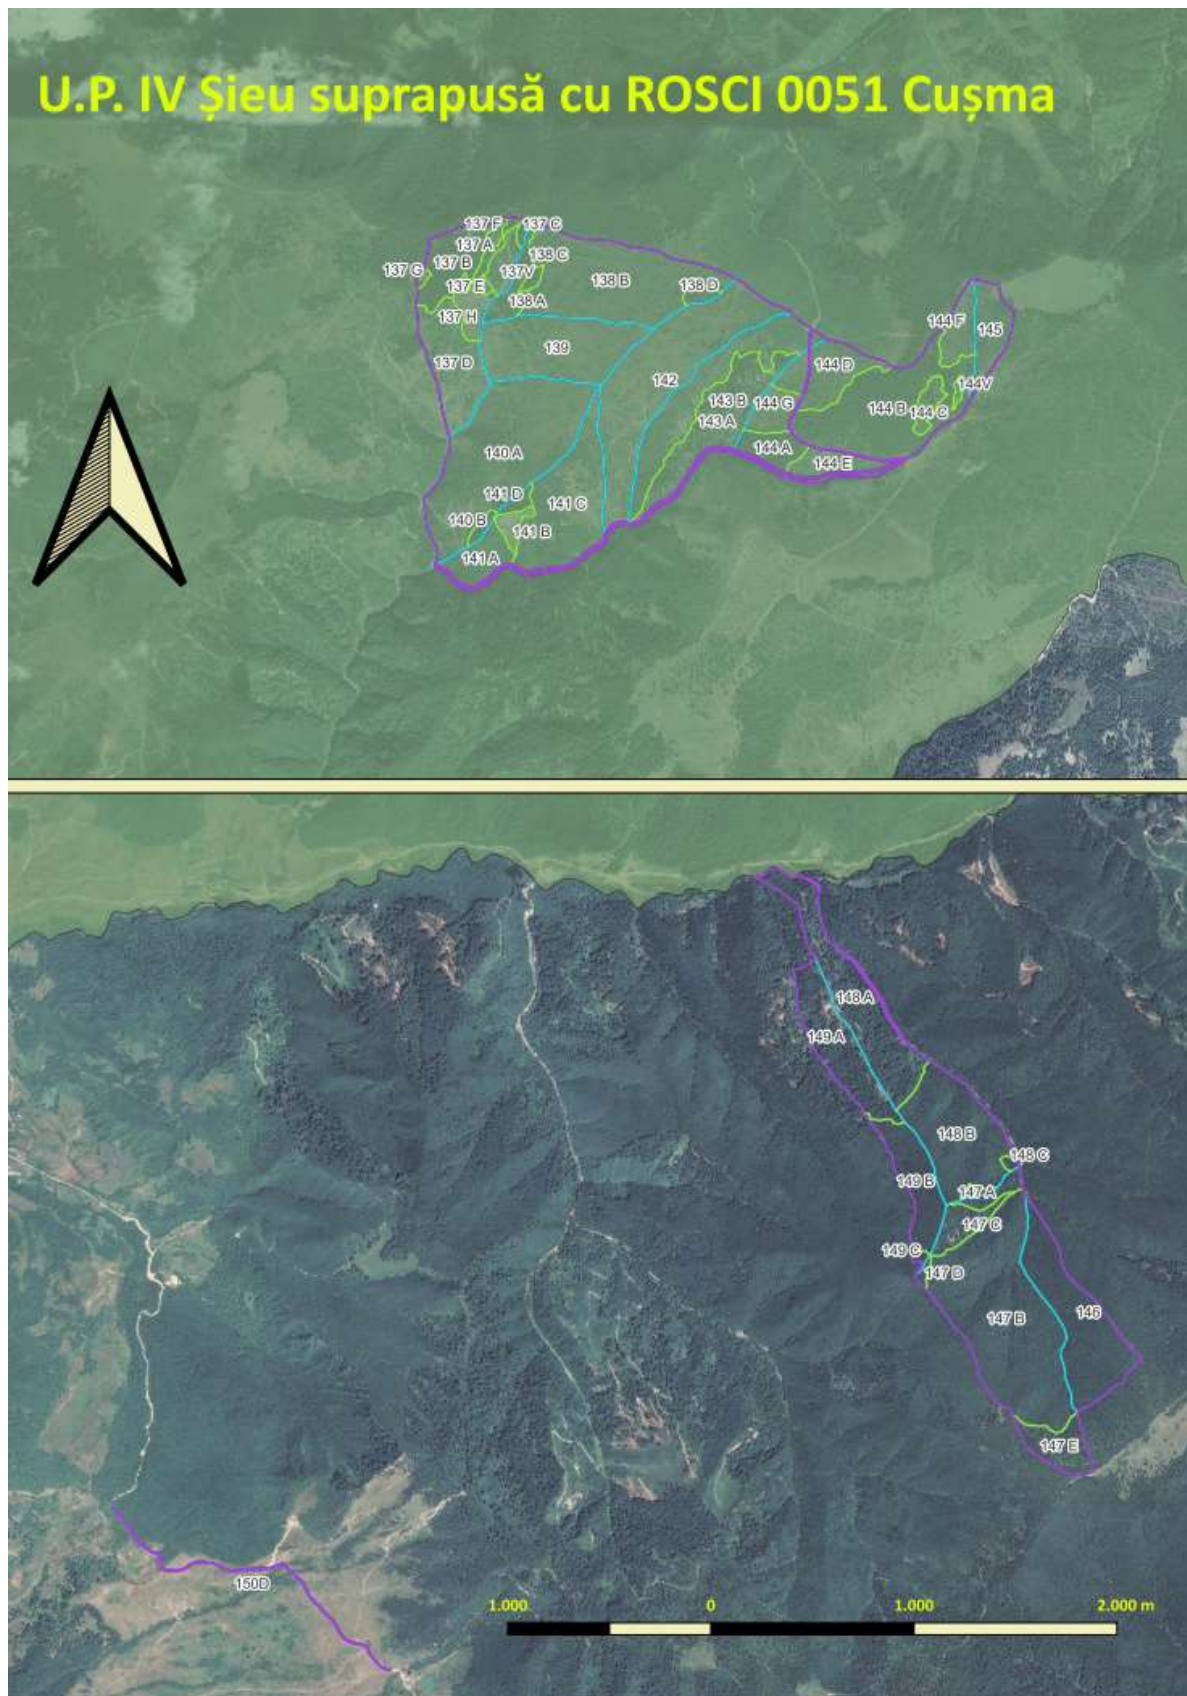 U.P. IV Șieu suprapusă cu ROSCI 0051 Cușma
137 F
137 C
137 A
138 C
137 B
137 G
137V
138 B
137 E
138 D
138 A
137 H
144 F
145
139
137 D
144 D
142
144V
143 B
144 G
144 B
144 C
143 A
144 A
140 A
144 E
141 D
141 C
140 B
141 B
141 A
148 A
149 A
148 B
148 C
149 B
147 A
147 C
149 C
147 D
147 B
146
147 E
150D
1.000 0 1.000 2.000 m